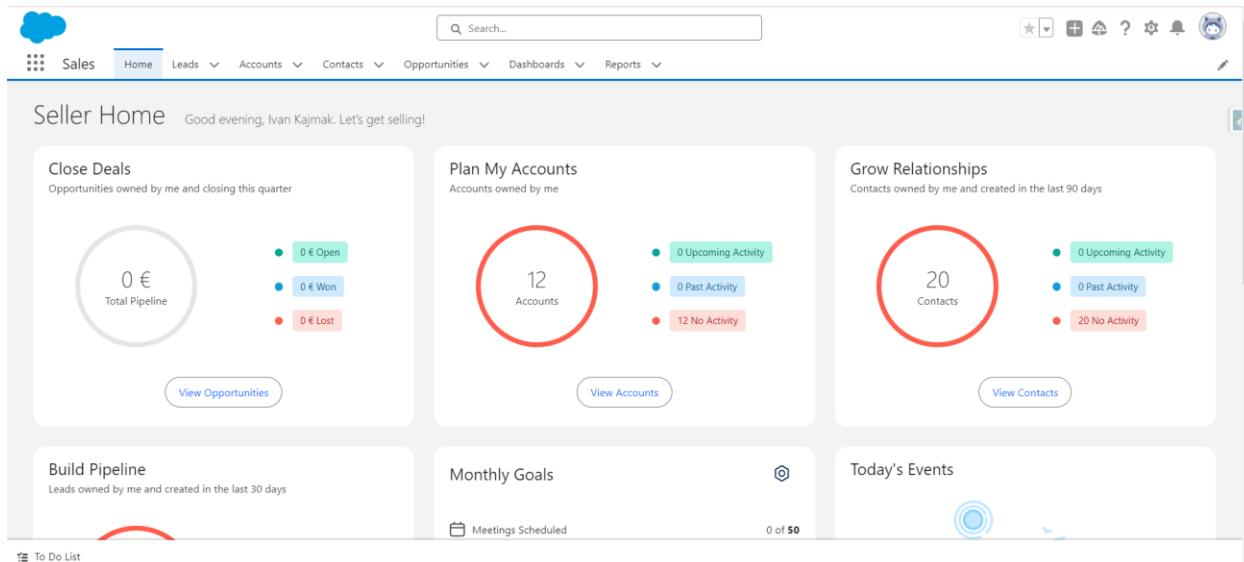 Search...
Sales
Home
Leads
Accounts
Contacts
Opportunities
Dashboards
Reports
Seller Home
Good evening, Ivan Kajmak. Let's get selling!
Close Deals
Opportunities owned by me and closing this quarter
0 €
Total Pipeline
0 € Open
0 € Won
0 € Lost
View Opportunities
Plan My Accounts
Accounts owned by me
12
Accounts
0 Upcoming Activity
0 Past Activity
12 No Activity
View Accounts
Grow Relationships
Contacts owned by me and created in the last 90 days
20
Contacts
0 Upcoming Activity
0 Past Activity
20 No Activity
View Contacts
Build Pipeline
Leads owned by me and created in the last 30 days
Monthly Goals
Meetings Scheduled
0 of 50
Today's Events
To Do List